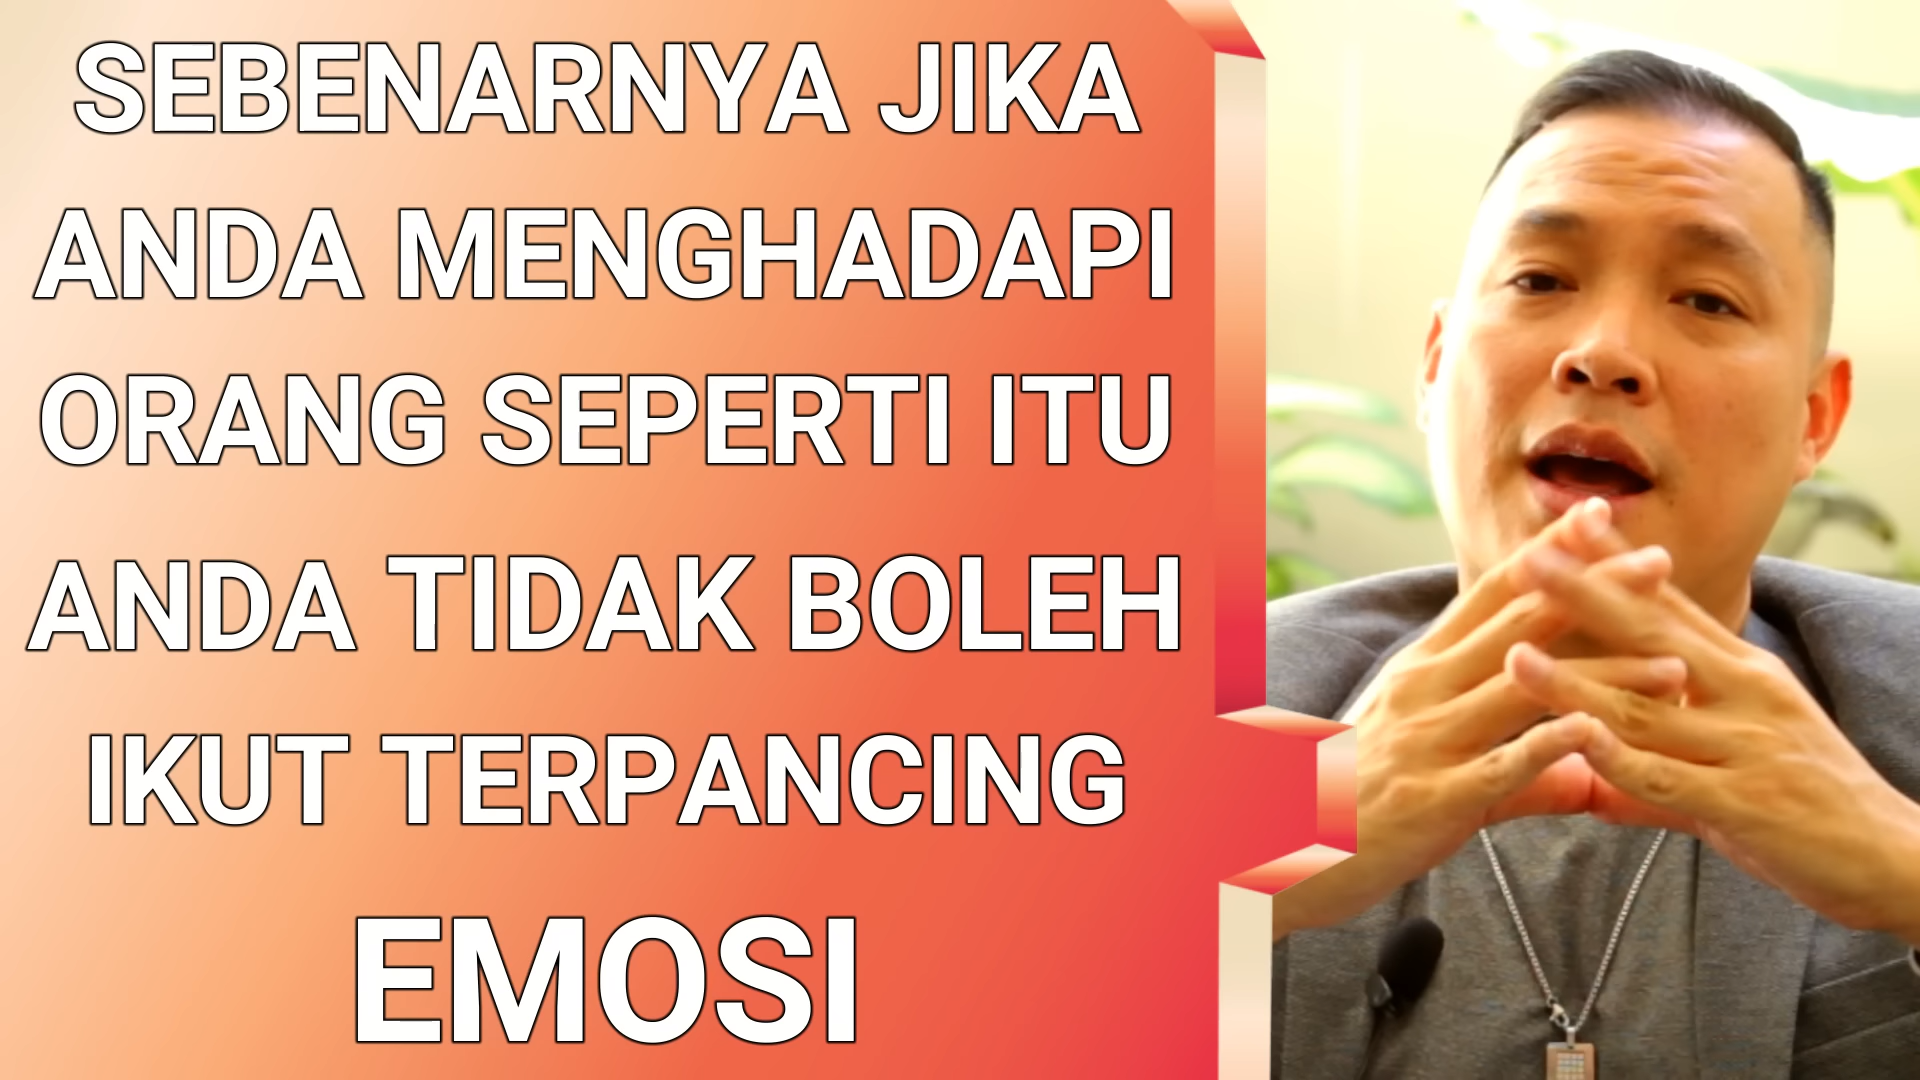 SEBENARNYA JIKA
ANDA MENGHADAPI
ORANG SEPERTI ITU
ANDA TIDAK BOLEH
IKUT TERPANCING
EMOSI